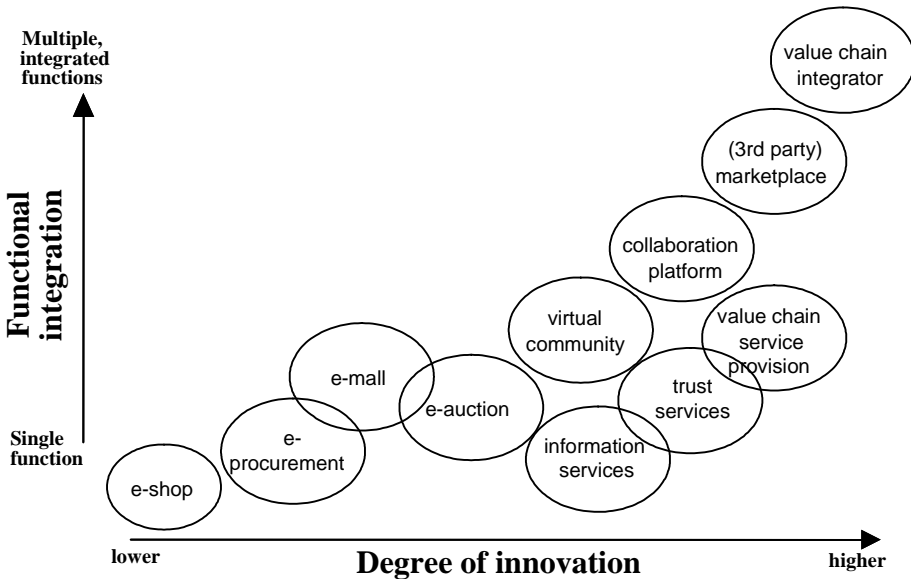 Multiple,
integrated
functions
value chain
integrator
(3rd party)
marketplace
Functional
integration
collaboration
platform
virtual
community
value chain
service
provision
e-mall
e-auction
trust
services
Single
function
e-
procurement
information
services
e-shop
lower
Degree of innovation
higher